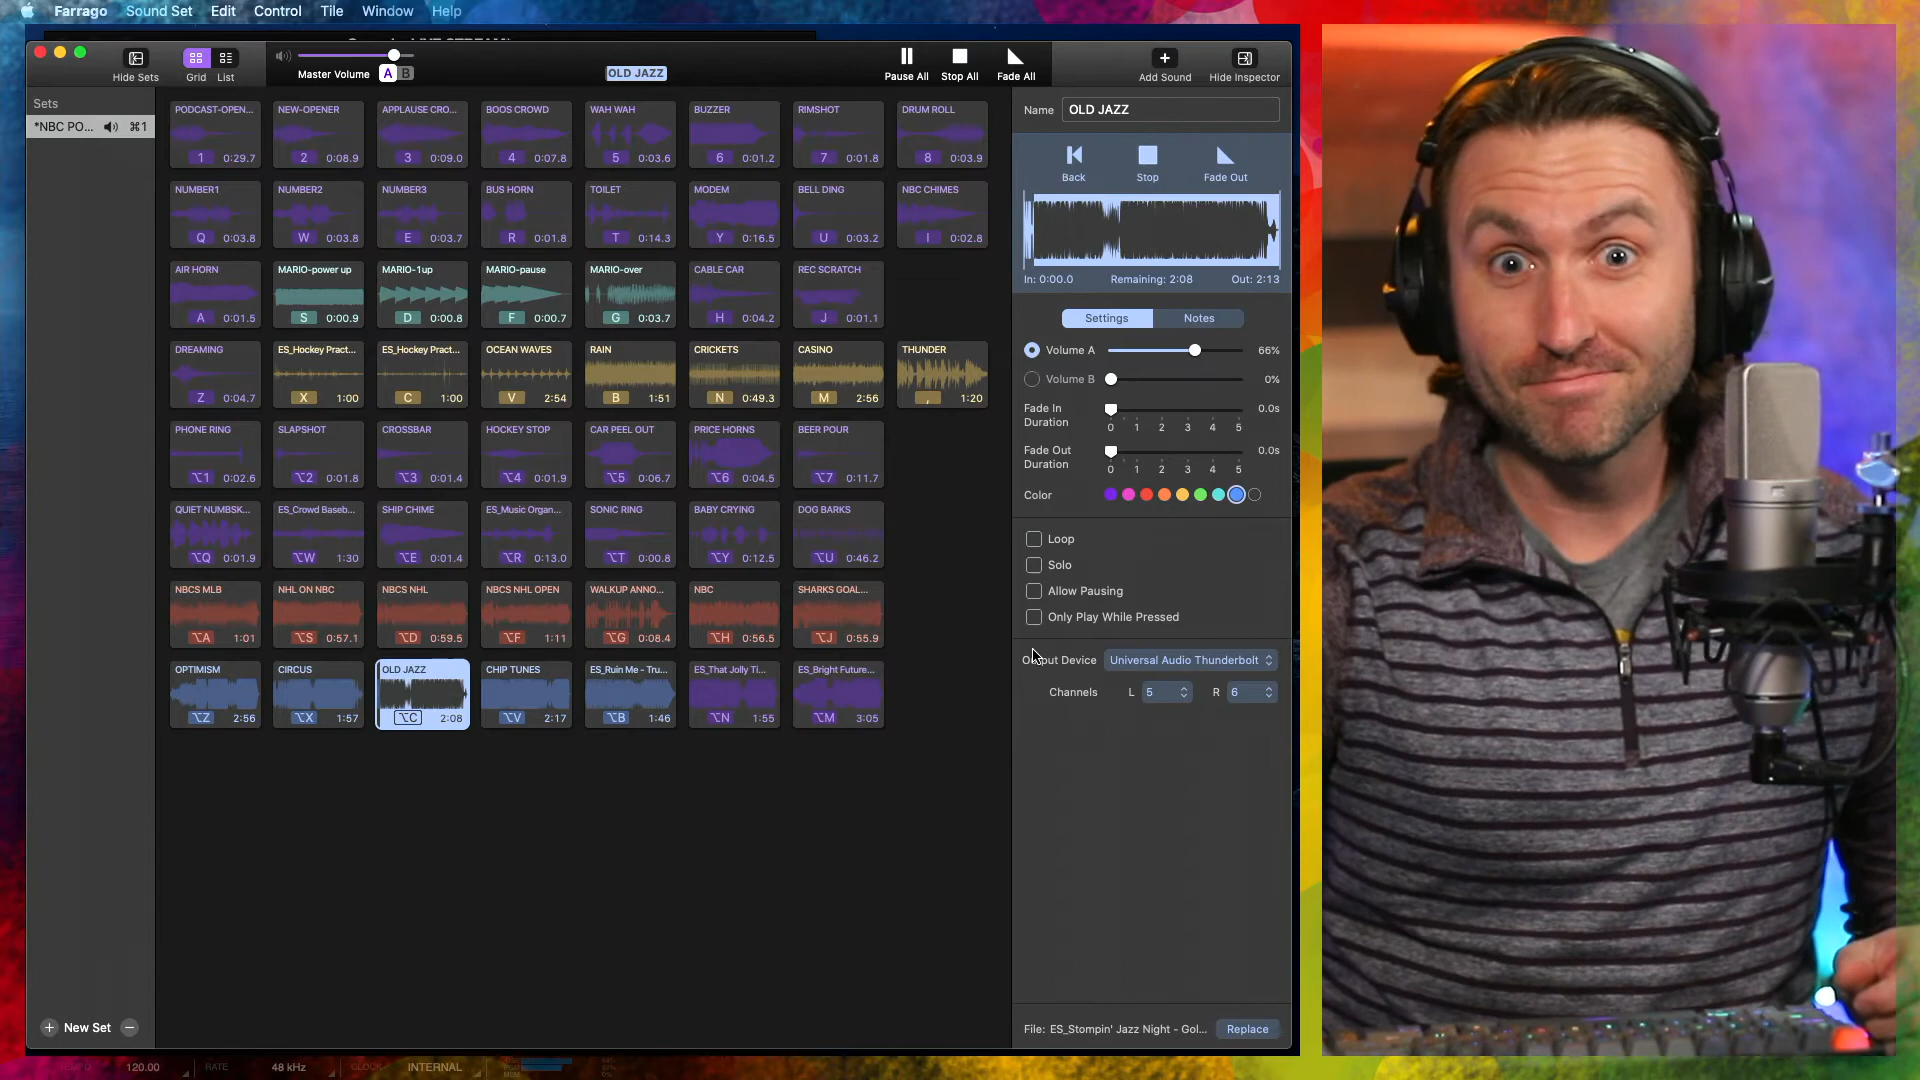 Farrago Sound Set Edit Control Tile Window Help
Hide Sets Grid List Master Volume A B OLD JAZZ Pause All Stop All Fade All Add Sound Hide Inspector
Sets
*NBC PO... ⌘1
PODCAST-OPEN... NEW-OPENER APPLAUSE CRO... BOOS CROWD WAH WAH BUZZER RIMSHOT DRUM ROLL
1 0:29.7 2 0:08.9 3 0:09.0 4 0:07.8 5 0:03.6 6 0:01.2 7 0:01.8 8 0:03.9
NUMBER1 NUMBER2 NUMBER3 BUS HORN TOILET MODEM BELL DING NBC CHIMES
Q 0:03.8 W 0:03.8 E 0:03.7 R 0:01.8 T 0:14.3 Y 0:16.5 U 0:03.2 I 0:02.8
AIR HORN MARIO-power up MARIO-1up MARIO-pause MARIO-over CABLE CAR REC SCRATCH
A 0:01.5 S 0:00.9 D 0:00.8 F 0:00.7 G 0:03.7 H 0:04.2 J 0:01.1
DREAMING ES_Hockey Pract... ES_Hockey Pract... OCEAN WAVES RAIN CRICKETS CASINO THUNDER
Z 0:04.7 X 1:00 C 1:00 V 2:54 B 1:51 N 0:49.3 M 2:56 , 1:20
PHONE RING SLAPSHOT CROSSBAR HOCKEY STOP CAR PEEL OUT PRICE HORNS BEER POUR
⌥1 0:02.6 ⌥2 0:01.8 ⌥3 0:01.4 ⌥4 0:01.9 ⌥5 0:06.7 ⌥6 0:04.5 ⌥7 0:11.7
QUIET NUMBSK... ES_Crowd Baseb... SHIP CHIME ES_Music Organ... SONIC RING BABY CRYING DOG BARKS
⌥Q 0:01.9 ⌥W 1:30 ⌥E 0:01.4 ⌥R 0:13.0 ⌥T 0:00.8 ⌥Y 0:12.5 ⌥U 0:46.2
NBCS MLB NHL ON NBC NBCS NHL NBCS NHL OPEN WALKUP ANNO... NBC SHARKS GOAL...
⌥A 1:01 ⌥S 0:57.1 ⌥D 0:59.5 ⌥F 1:11 ⌥G 0:08.4 ⌥H 0:56.5 ⌥J 0:55.9
OPTIMISM CIRCUS OLD JAZZ CHIP TUNES ES_Ruin Me - Tru... ES_That Jolly Ti... ES_Bright Future...
⌥Z 2:56 ⌥X 1:57 ⌥C 2:08 ⌥V 2:17 ⌥B 1:46 ⌥N 1:55 ⌥M 3:05
New Set
Name OLD JAZZ
Back Stop Fade Out
In: 0:00.0 Remaining: 2:08 Out: 2:13
Settings Notes
Volume A 66%
Volume B 0%
Fade In Duration 0.0s
0 1 2 3 4 5
Fade Out Duration 0.0s
0 1 2 3 4 5
Color
Loop
Solo
Allow Pausing
Only Play While Pressed
Output Device Universal Audio Thunderbolt
Channels L 5 R 6
File: ES_Stompin' Jazz Night - Gol... Replace
120.00 RATE 48 kHz CLOCK INTERNAL